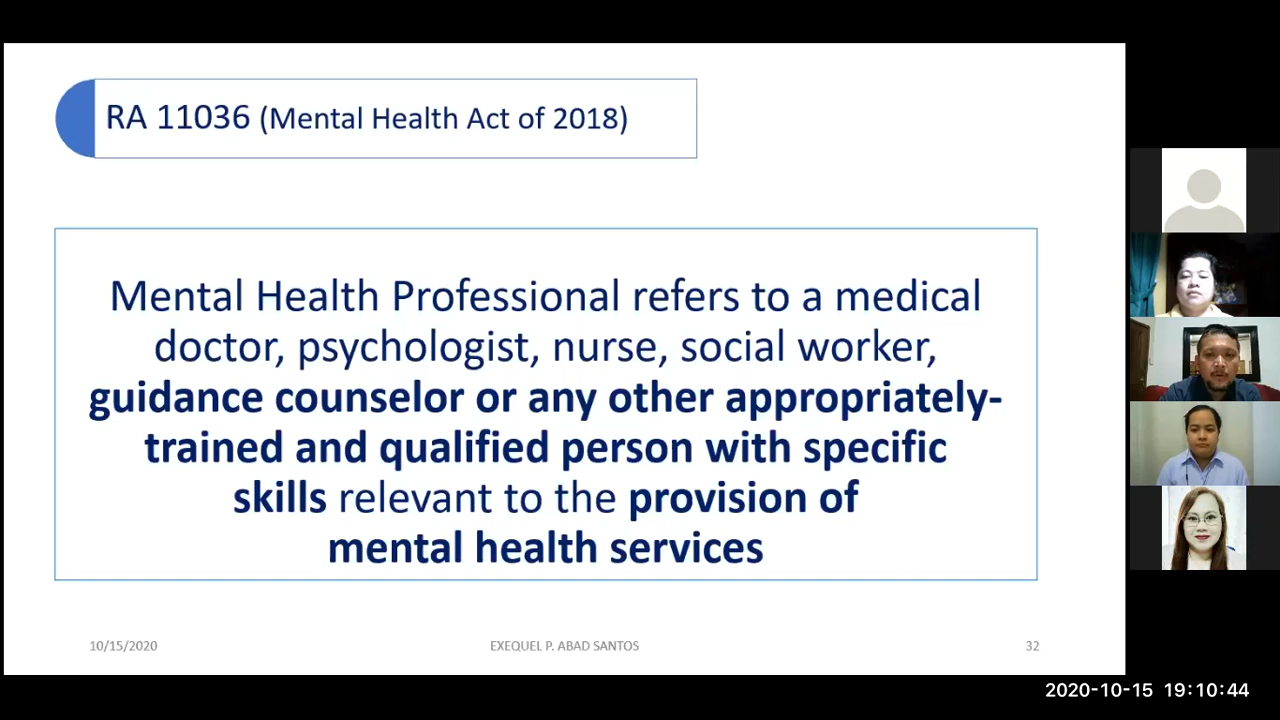 RA 11036 (Mental Health Act of 2018)
Mental Health Professional refers to a medical
doctor, psychologist, nurse, social worker,
guidance counselor or any other appropriately-
trained and qualified person with specific
skills relevant to the provision of
mental health services
10/15/2020
EXEQUEL P. ABAD SANTOS
32
2020-10-15 19:10:44